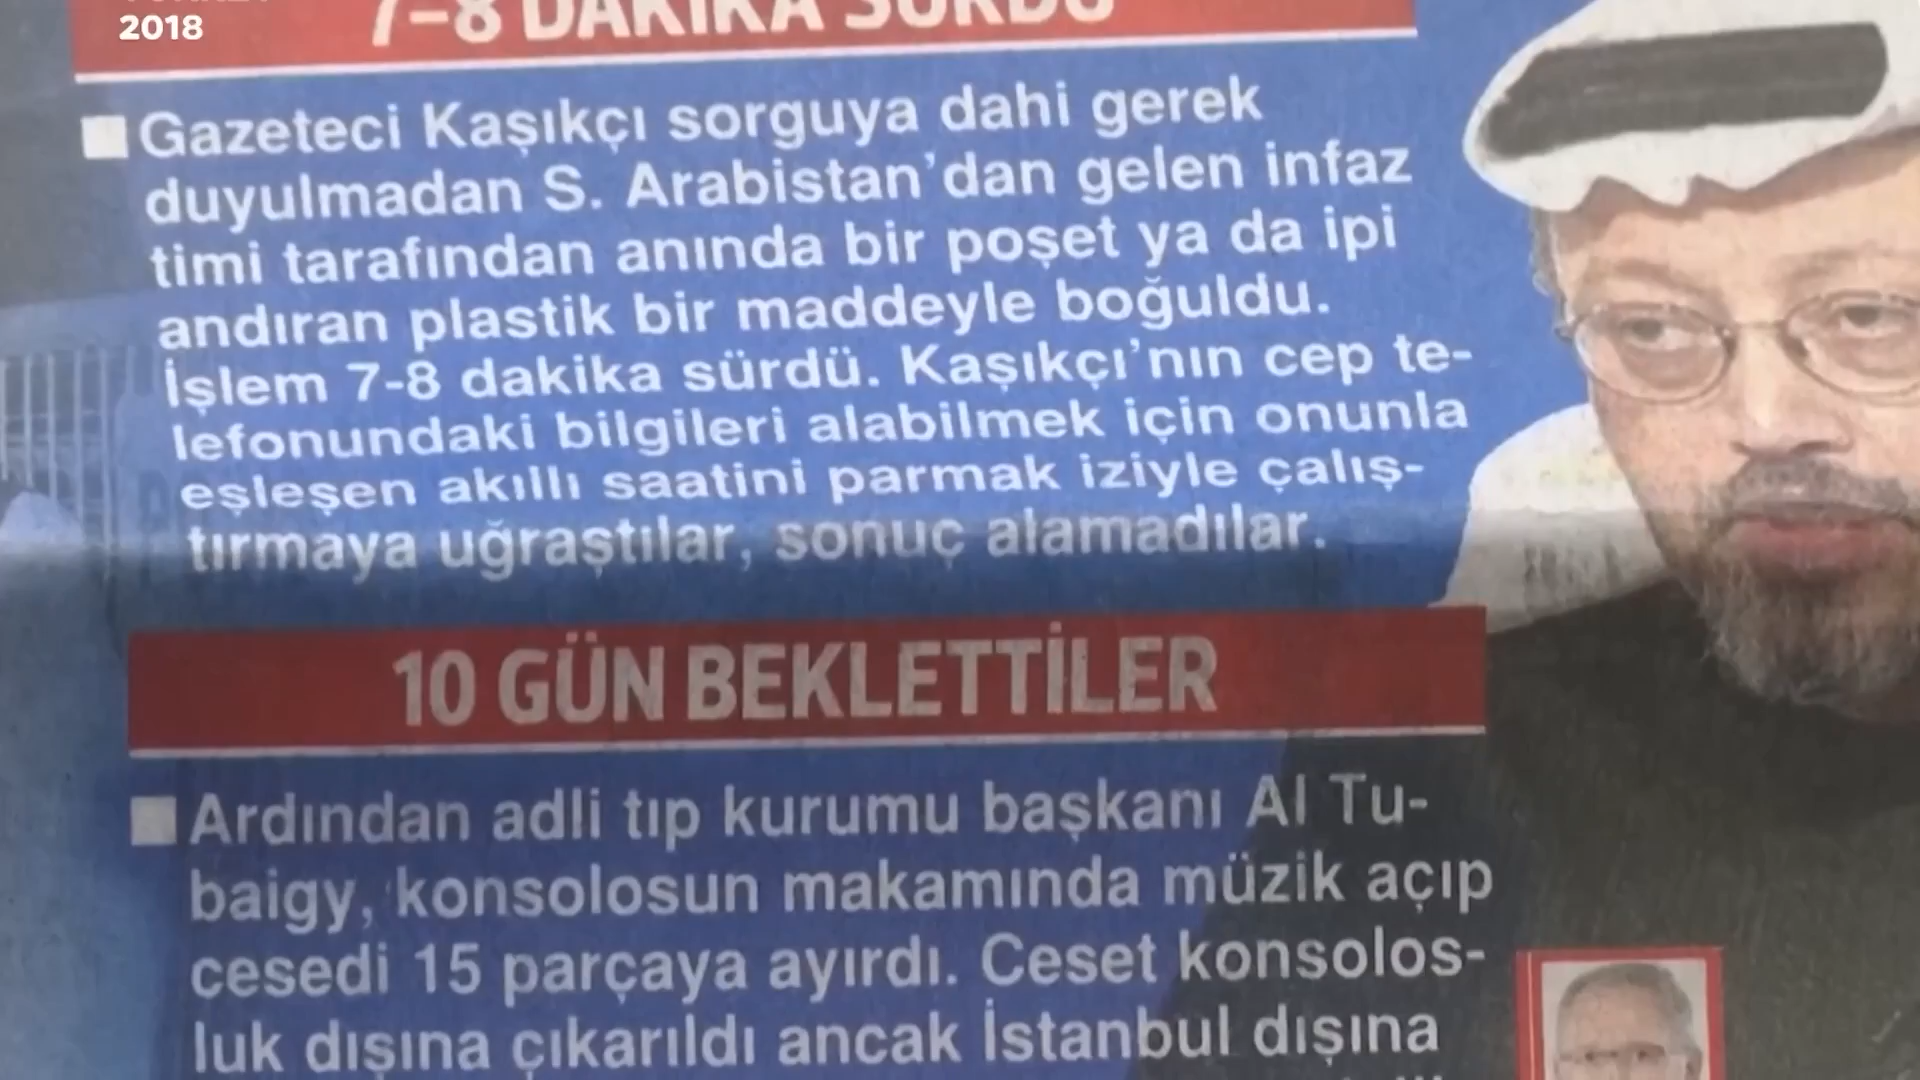 2018
7-8 DAKİKA SÜRDÜ
Gazeteci Kaşıkçı sorguya dahi gerek
duyulmadan S. Arabistan'dan gelen infaz
timi tarafından anında bir poşet ya da ipi
andıran plastik bir maddeyle boğuldu.
İşlem 7-8 dakika sürdü. Kaşıkçı'nın cep te-
lefonundaki bilgileri alabilmek için onunla
eşleşen akıllı saatini parmak iziyle çalış-
tırmaya uğraştılar, sonuç alamadılar.
10 GÜN BEKLETTİLER
Ardından adli tıp kurumu başkanı Al Tu-
baigy, konsolosun makamında müzik açıp
cesedi 15 parçaya ayırdı. Ceset konsolos-
luk dışına çıkarıldı ancak İstanbul dışına